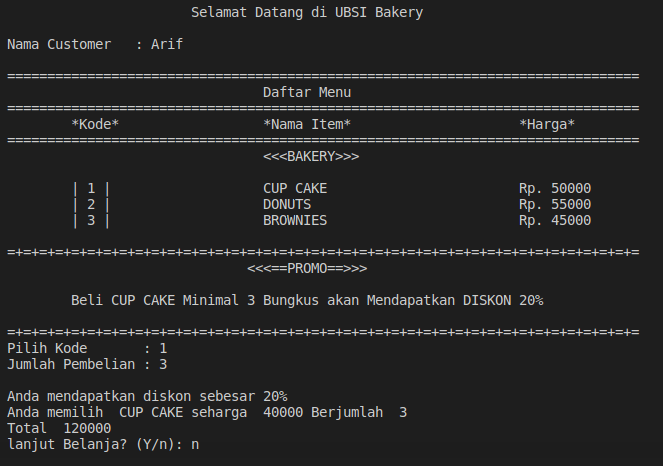 Selamat Datang di UBSI Bakery
Nama Customer   : Arif
===============================================================================
Daftar Menu
===============================================================================
*Kode*                  *Nama Item*                     *Harga*
===============================================================================
<<<BAKERY>>>
| 1 |                   CUP CAKE                        Rp. 50000
| 2 |                   DONUTS                          Rp. 55000
| 3 |                   BROWNIES                        Rp. 45000
=+=+=+=+=+=+=+=+=+=+=+=+=+=+=+=+=+=+=+=+=+=+=+=+=+=+=+=+=+=+=+=+=+=+=+=+=+=+=+=
<<<==PROMO==>>>
Beli CUP CAKE Minimal 3 Bungkus akan Mendapatkan DISKON 20%
=+=+=+=+=+=+=+=+=+=+=+=+=+=+=+=+=+=+=+=+=+=+=+=+=+=+=+=+=+=+=+=+=+=+=+=+=+=+=+=
Pilih Kode       : 1
Jumlah Pembelian : 3
Anda mendapatkan diskon sebesar 20%
Anda memilih  CUP CAKE seharga  40000 Berjumlah  3
Total  120000
lanjut Belanja? (Y/n): n